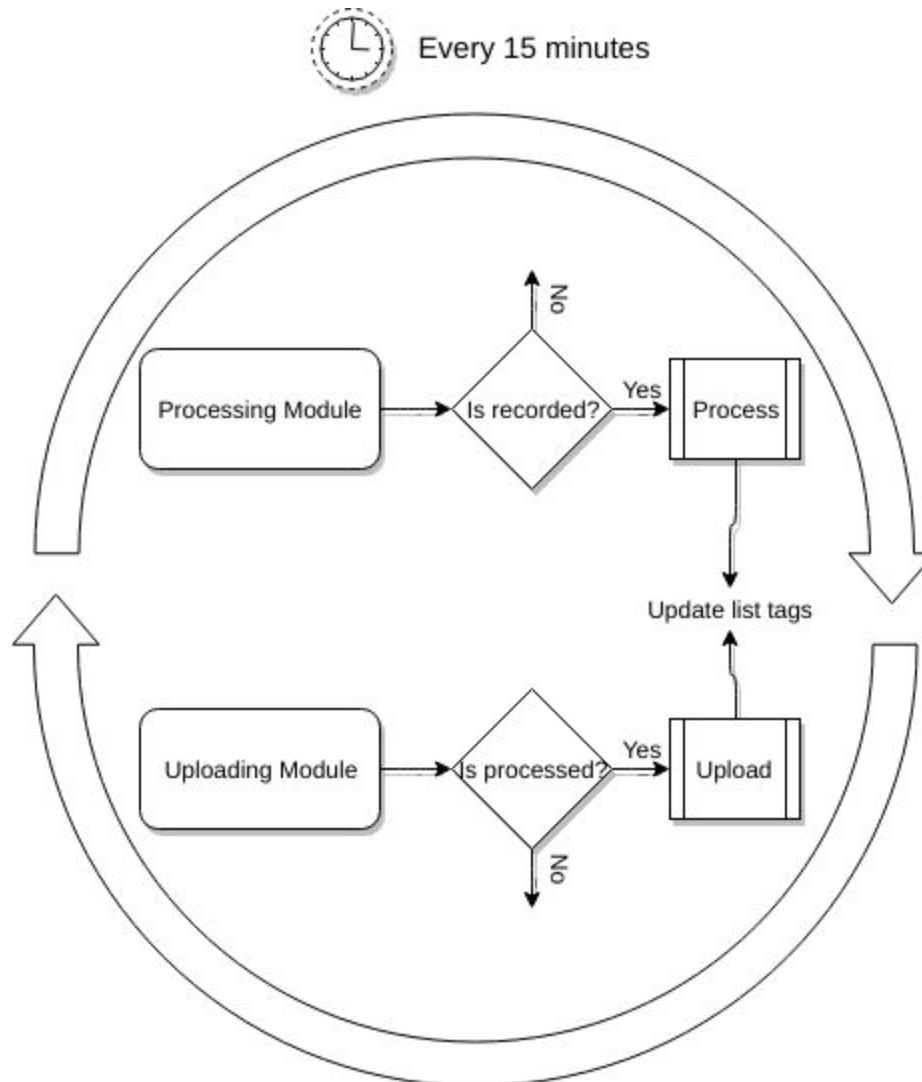 Every 15 minutes
No
Processing Module
Is recorded?
Yes
Process
Update list tags
Uploading Module
Is processed?
Yes
Upload
No